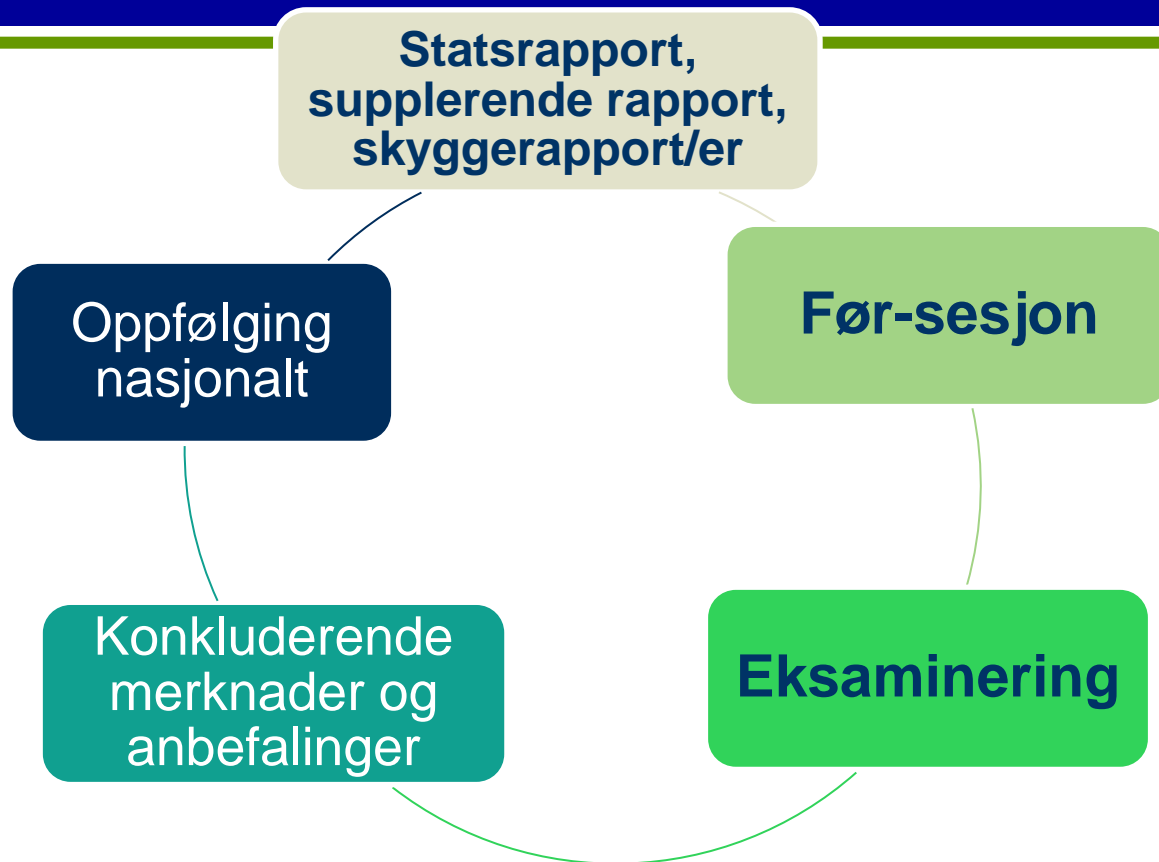 Statsrapport,
supplerende rapport,
skyggerapport/er
Før-sesjon
Eksaminering
Konkluderende
merknader og
anbefalinger
Oppfølging
nasjonalt